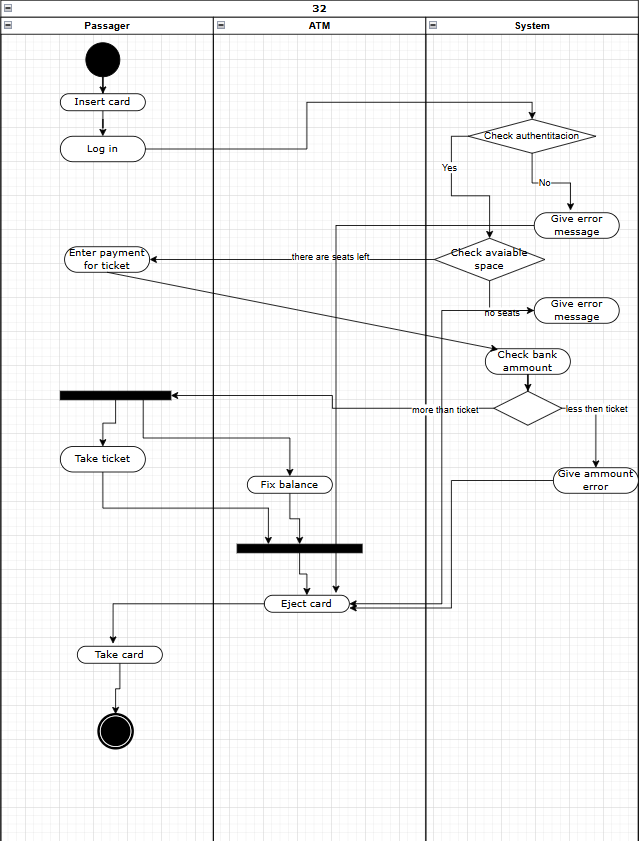 32
Passager
ATM
System
Insert card
Log in
Check authentitacion
Yes
No
Give error
message
Enter payment
for ticket
there are seats left
Check avaiable
space
no seats
Give error
message
Check bank
ammount
more than ticket
less then ticket
Take ticket
Fix balance
Give ammount
error
Eject card
Take card